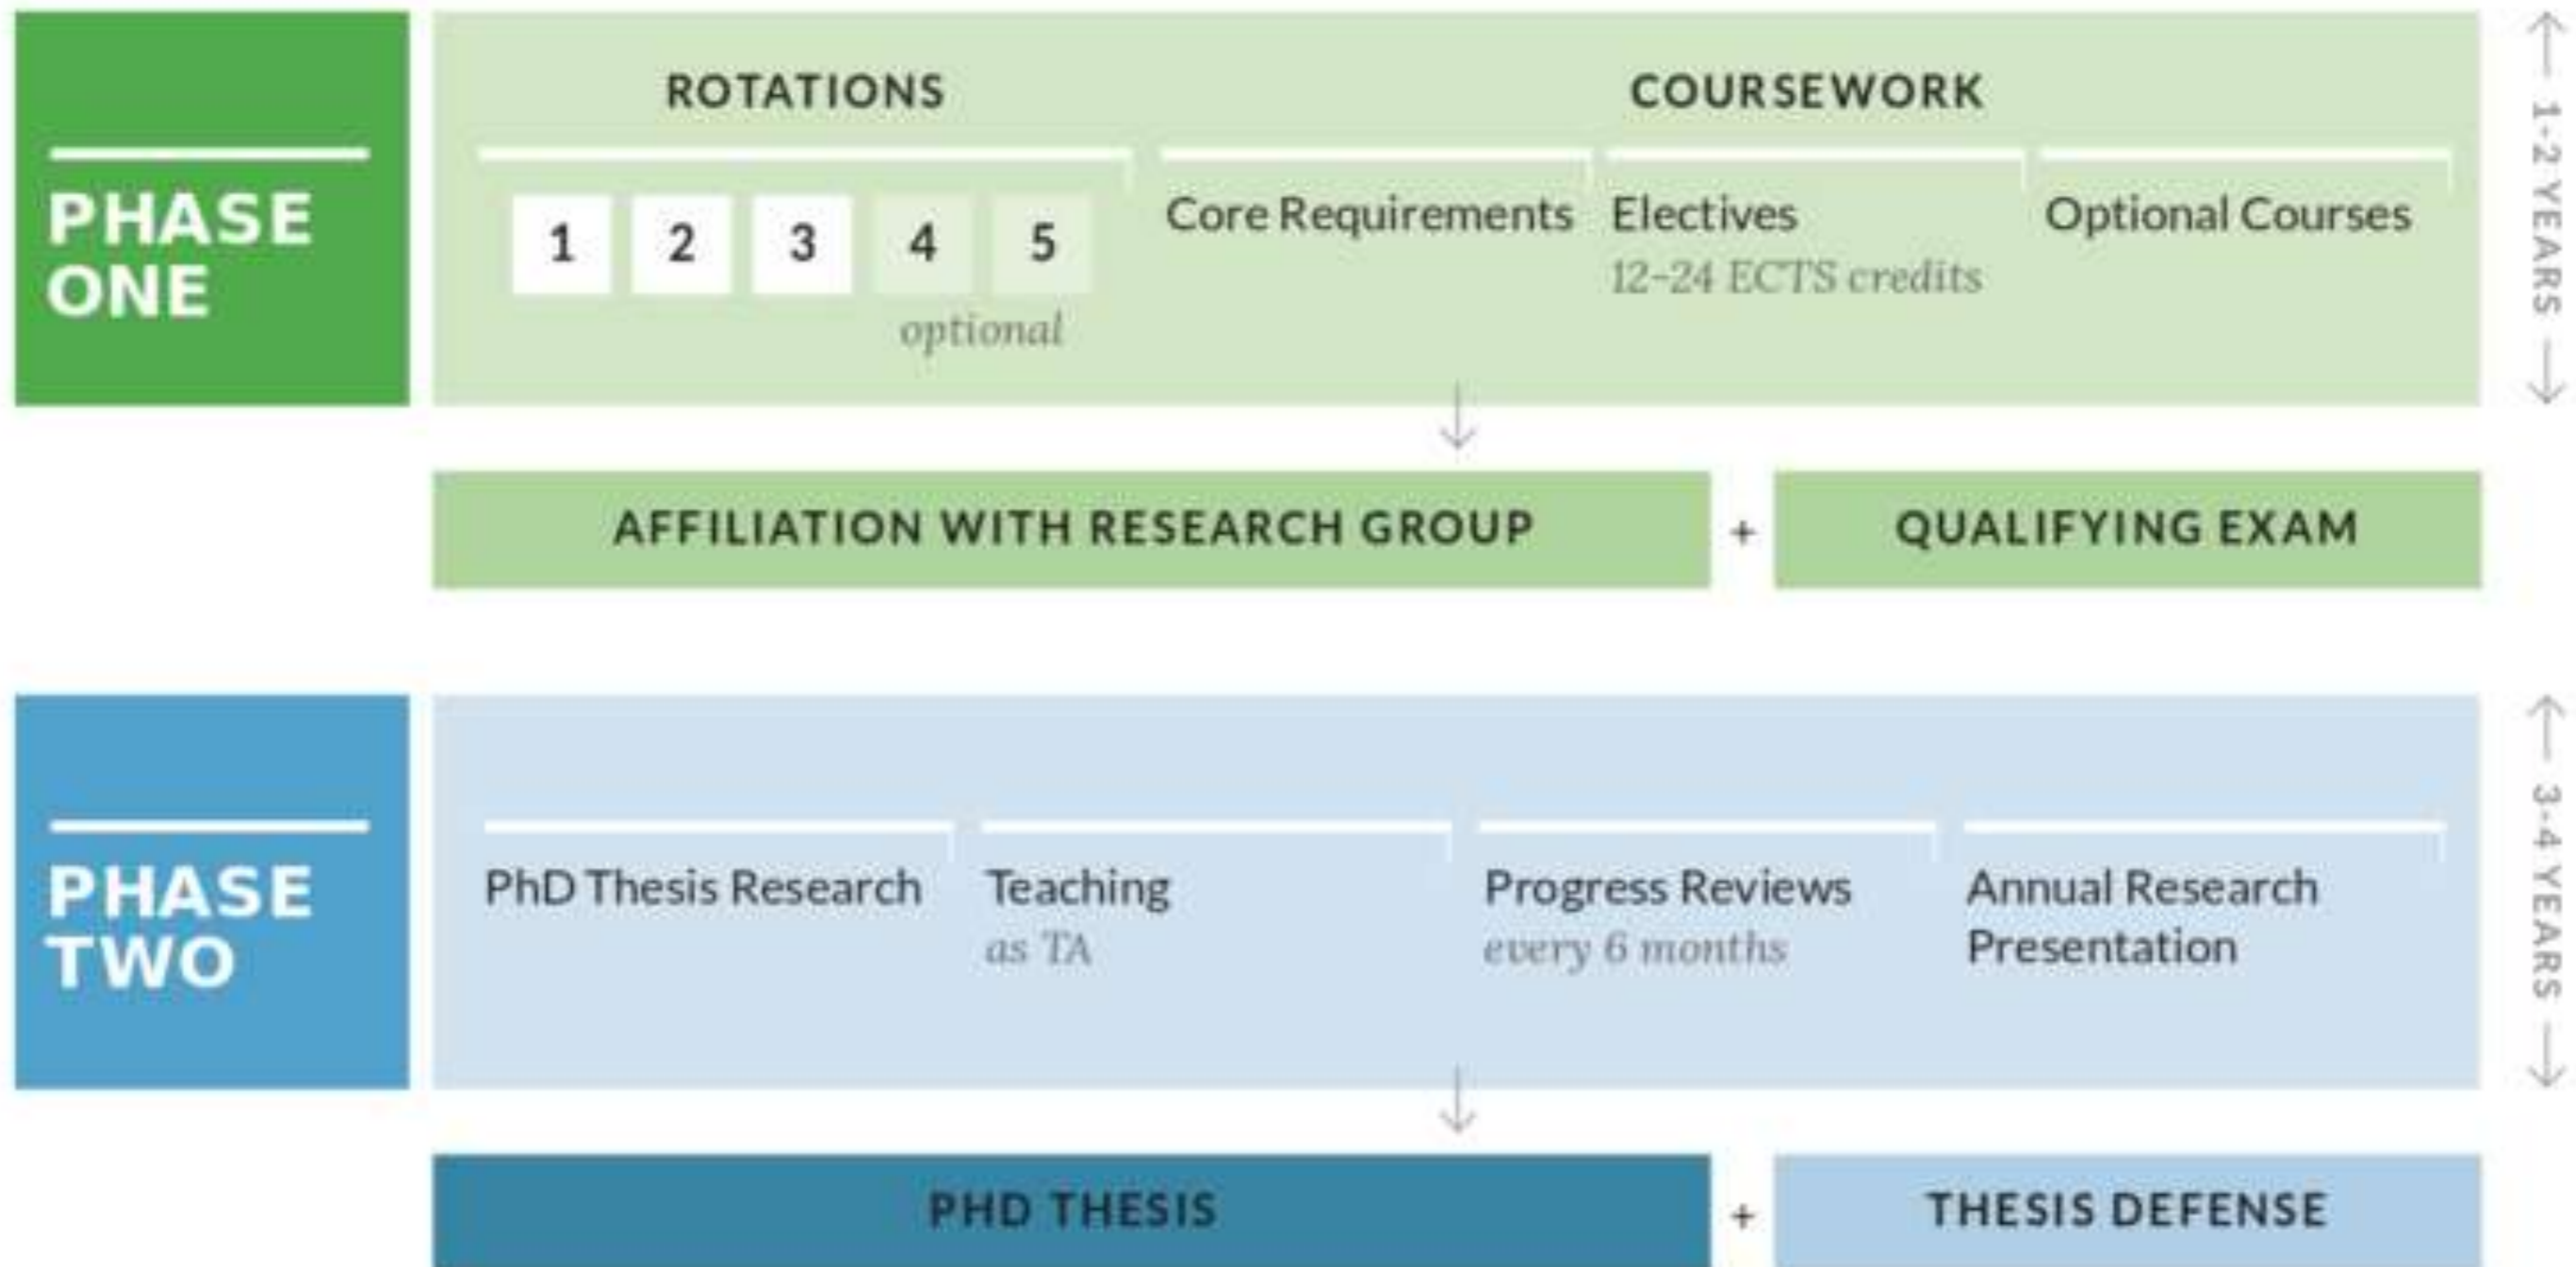 PHASE
ONE
ROTATIONS
1 2 3 4 5
optional
COURSEWORK
Core Requirements
Electives
12–24 ECTS credits
Optional Courses
1-2 YEARS
AFFILIATION WITH RESEARCH GROUP + QUALIFYING EXAM
PHASE
TWO
PhD Thesis Research
Teaching
as TA
Progress Reviews
every 6 months
Annual Research
Presentation
3-4 YEARS
PHD THESIS + THESIS DEFENSE